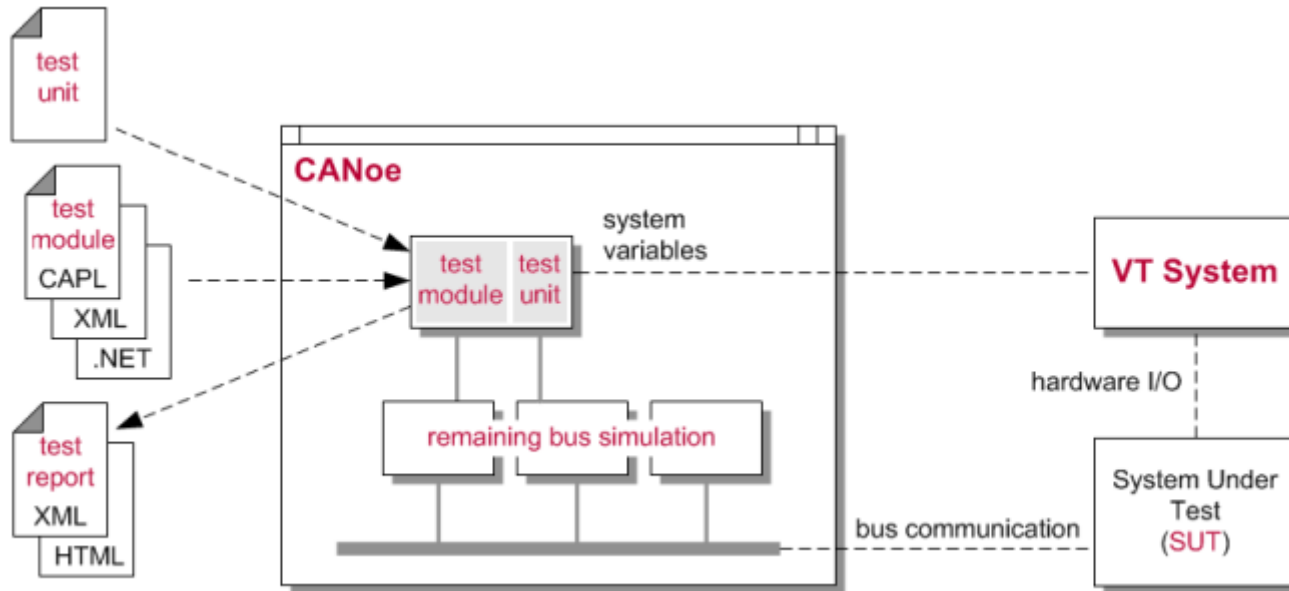 test
unit
test
module
CAPL
XML
.NET
test
report
XML
HTML
CANoe
system
variables
test
module
test
unit
remaining bus simulation
bus communication
VT System
hardware I/O
System Under
Test
(SUT)